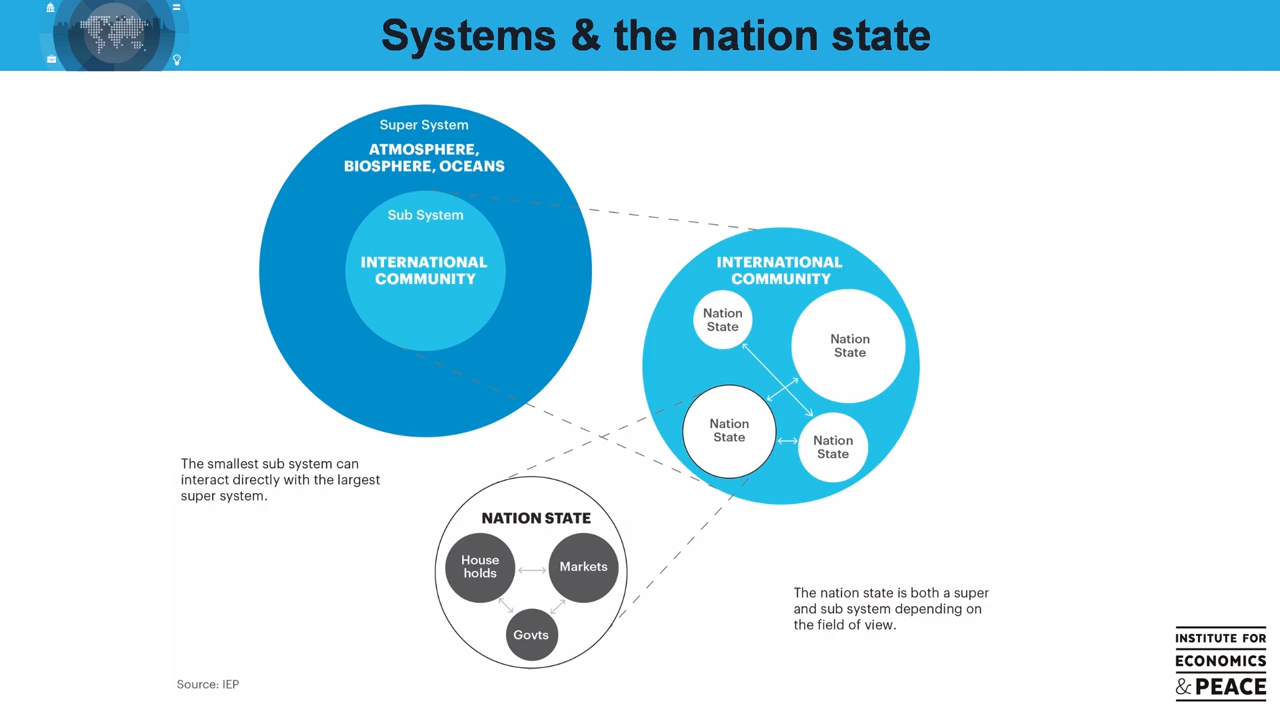 Systems & the nation state
Super System
ATMOSPHERE,
BIOSPHERE, OCEANS
Sub System
INTERNATIONAL
COMMUNITY
INTERNATIONAL
COMMUNITY
Nation
State
Nation
State
Nation
State
Nation
State
The smallest sub system can
interact directly with the largest
super system.
NATION STATE
House
holds
Markets
Govts
The nation state is both a super
and sub system depending on
the field of view.
Source: IEP
INSTITUTE FOR
ECONOMICS
& PEACE